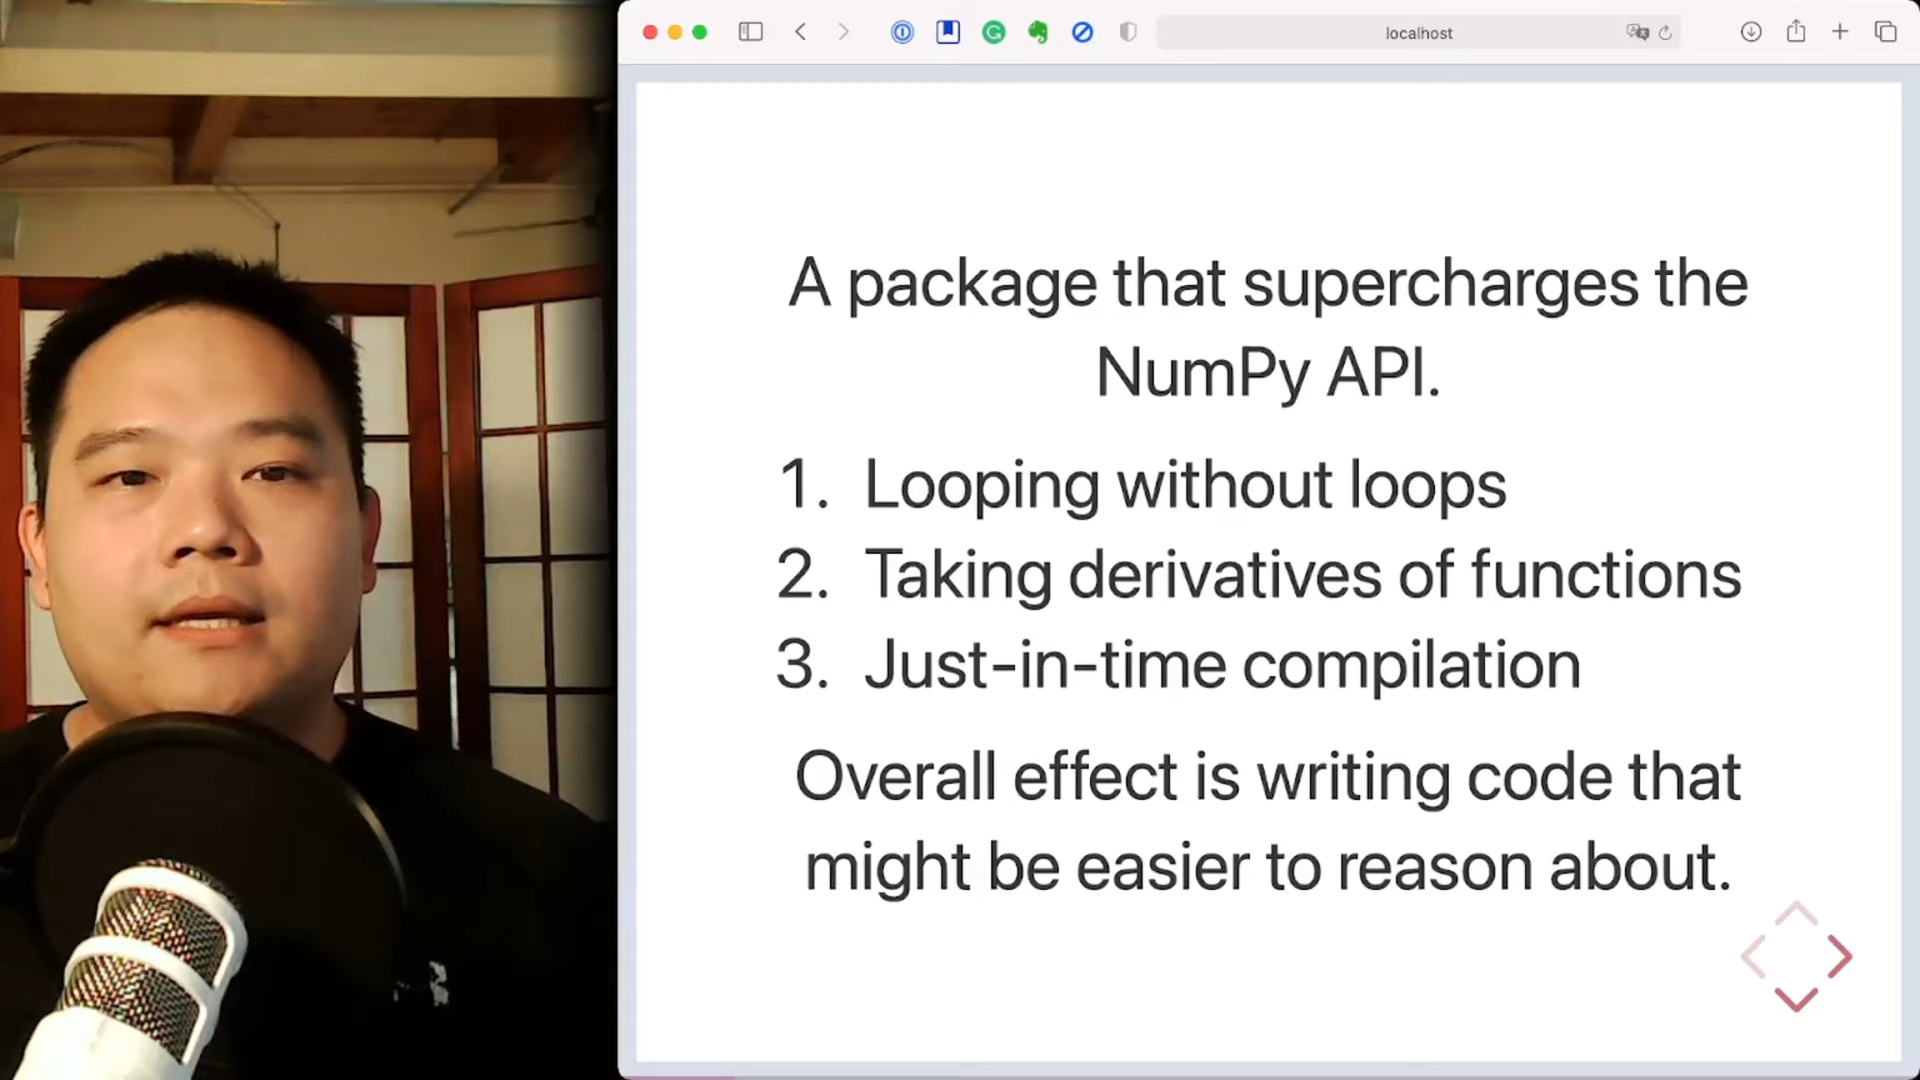 localhost
A package that supercharges the
NumPy API.
1. Looping without loops
2. Taking derivatives of functions
3. Just-in-time compilation
Overall effect is writing code that
might be easier to reason about.